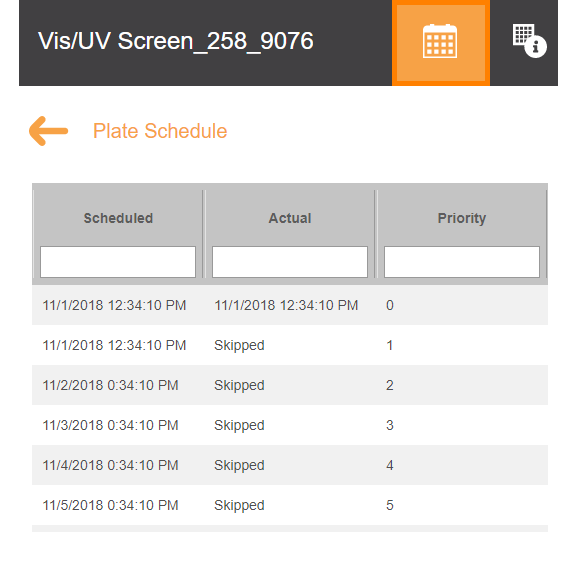 Vis/UV Screen_258_9076
Plate Schedule
Scheduled Actual Priority
11/1/2018 12:34:10 PM 11/1/2018 12:34:10 PM 0
11/1/2018 12:34:10 PM Skipped 1
11/2/2018 0:34:10 PM Skipped 2
11/3/2018 0:34:10 PM Skipped 3
11/4/2018 0:34:10 PM Skipped 4
11/5/2018 0:34:10 PM Skipped 5